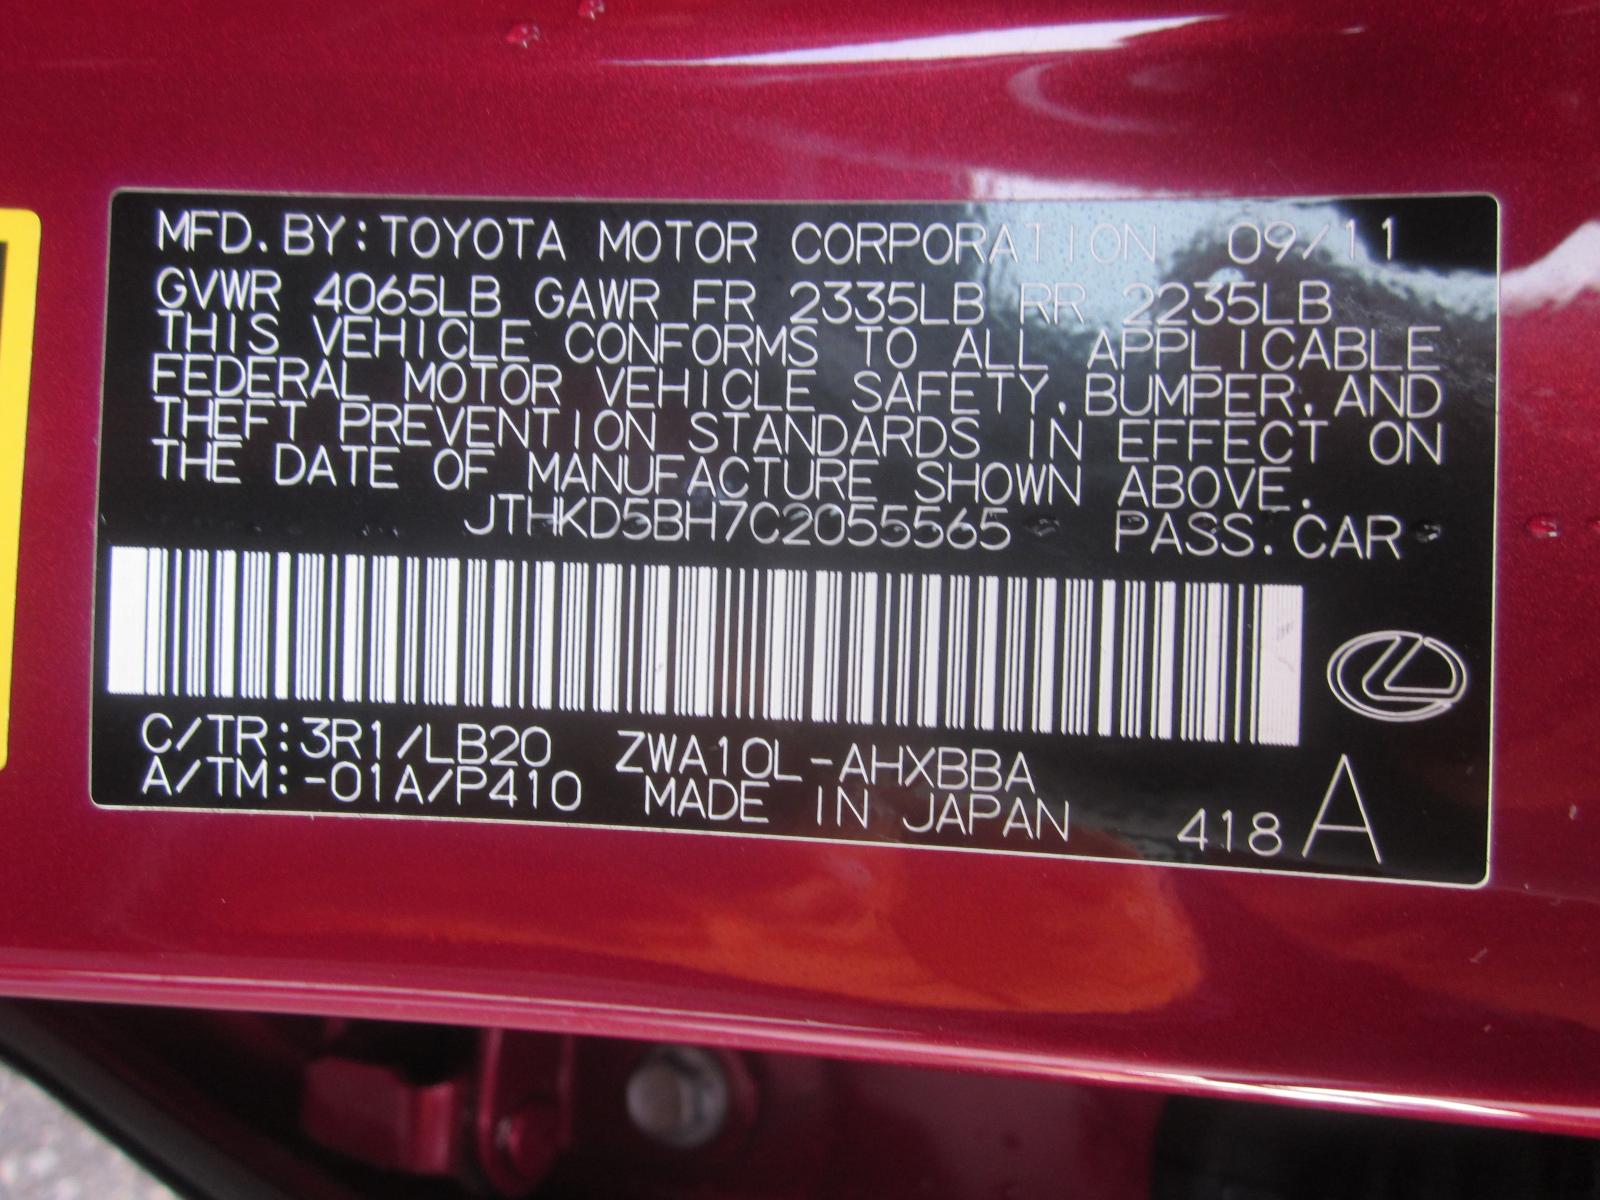 MFD. BY: TOYOTA MOTOR CORPORATION 09/11
GVWR 4065LB GAWR FR 2335LB RR 2235LB
THIS VEHICLE CONFORMS TO ALL APPLICABLE
FEDERAL MOTOR VEHICLE SAFETY, BUMPER, AND
THEFT PREVENTION STANDARDS IN EFFECT ON
THE DATE OF MANUFACTURE SHOWN ABOVE.
JTHKD5BH7C2055565 PASS. CAR
C/TR: 3R1/LB20 ZWA10L-AHXBBA
A/TM: -01A/P410 MADE IN JAPAN 418 A